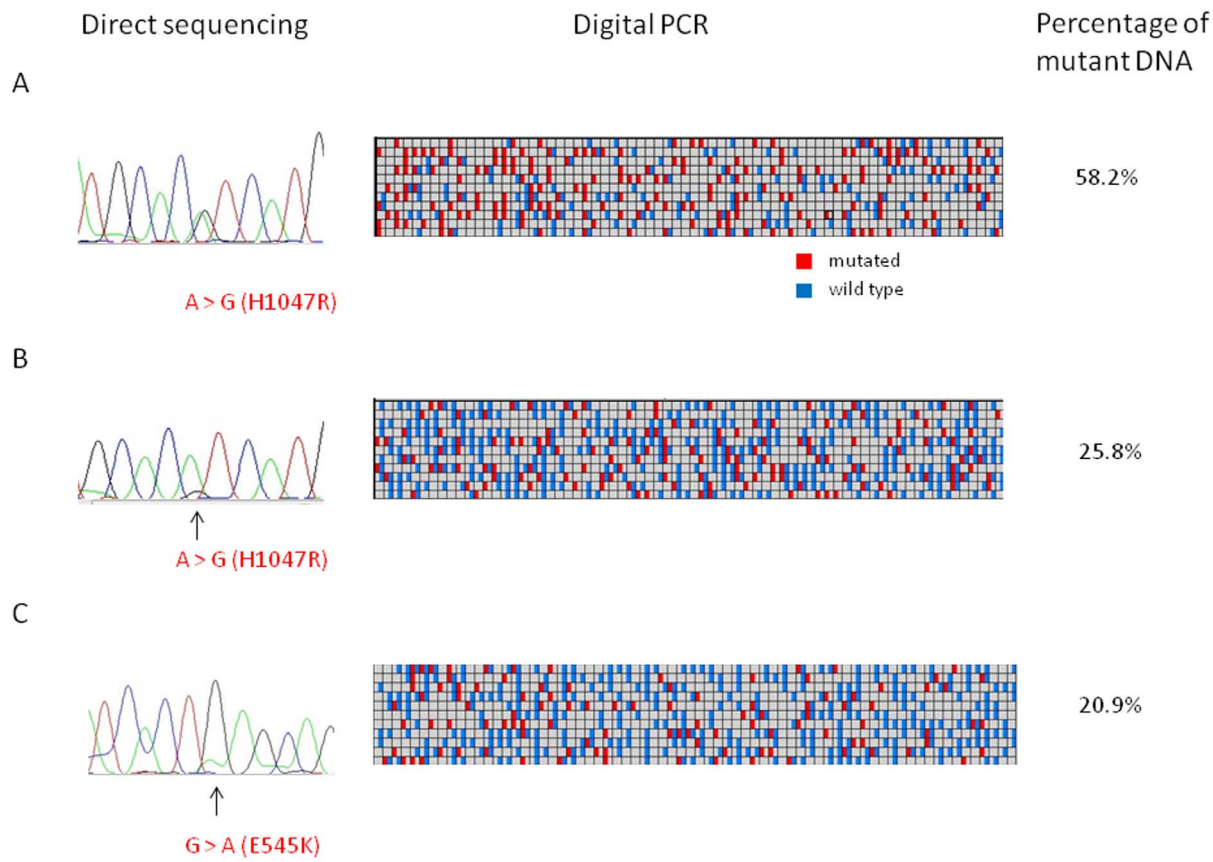 Direct sequencing
Digital PCR
Percentage of
mutant DNA
A
58.2%
mutated
wild type
A > G (H1047R)
B
25.8%
A > G (H1047R)
C
20.9%
G > A (E545K)